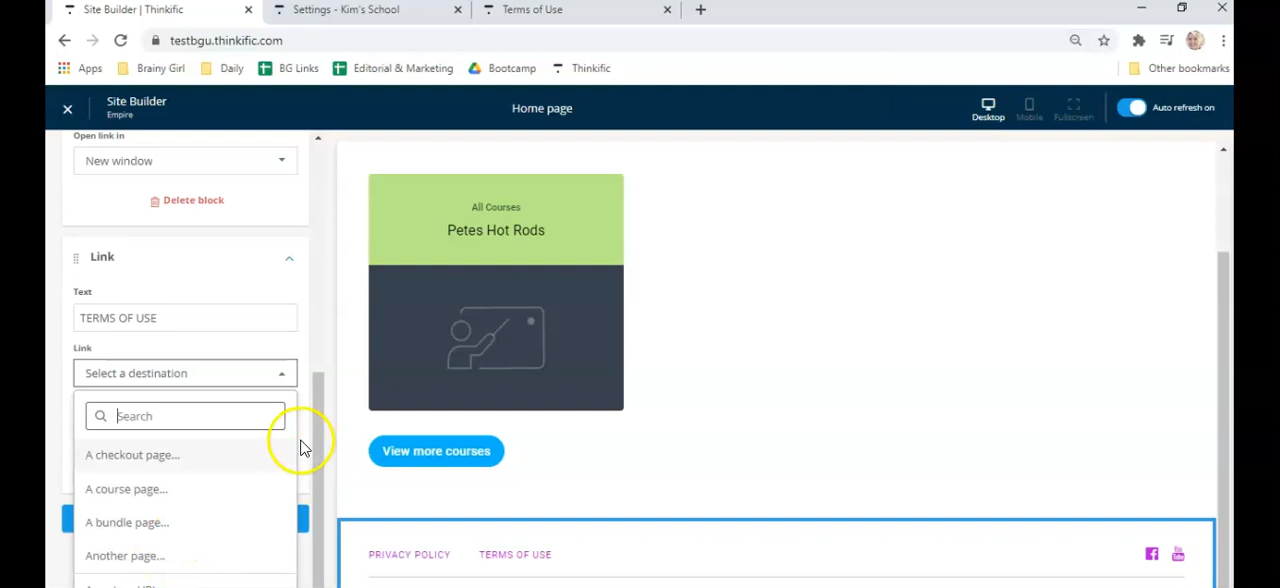 Site Builder | Thinkific
Settings - Kim's School
Terms of Use
testbgu.thinkific.com
Apps Brainy Girl Daily BG Links Editorial & Marketing Bootcamp Thinkific Other bookmarks
Site Builder
Empire
Home page
Desktop Mobile Fullscreen
Auto refresh on
Open link in
New window
Delete block
Link
Text
TERMS OF USE
Link
Select a destination
Search
A checkout page...
A course page...
A bundle page...
Another page...
All Courses
Petes Hot Rods
View more courses
PRIVACY POLICY TERMS OF USE
You